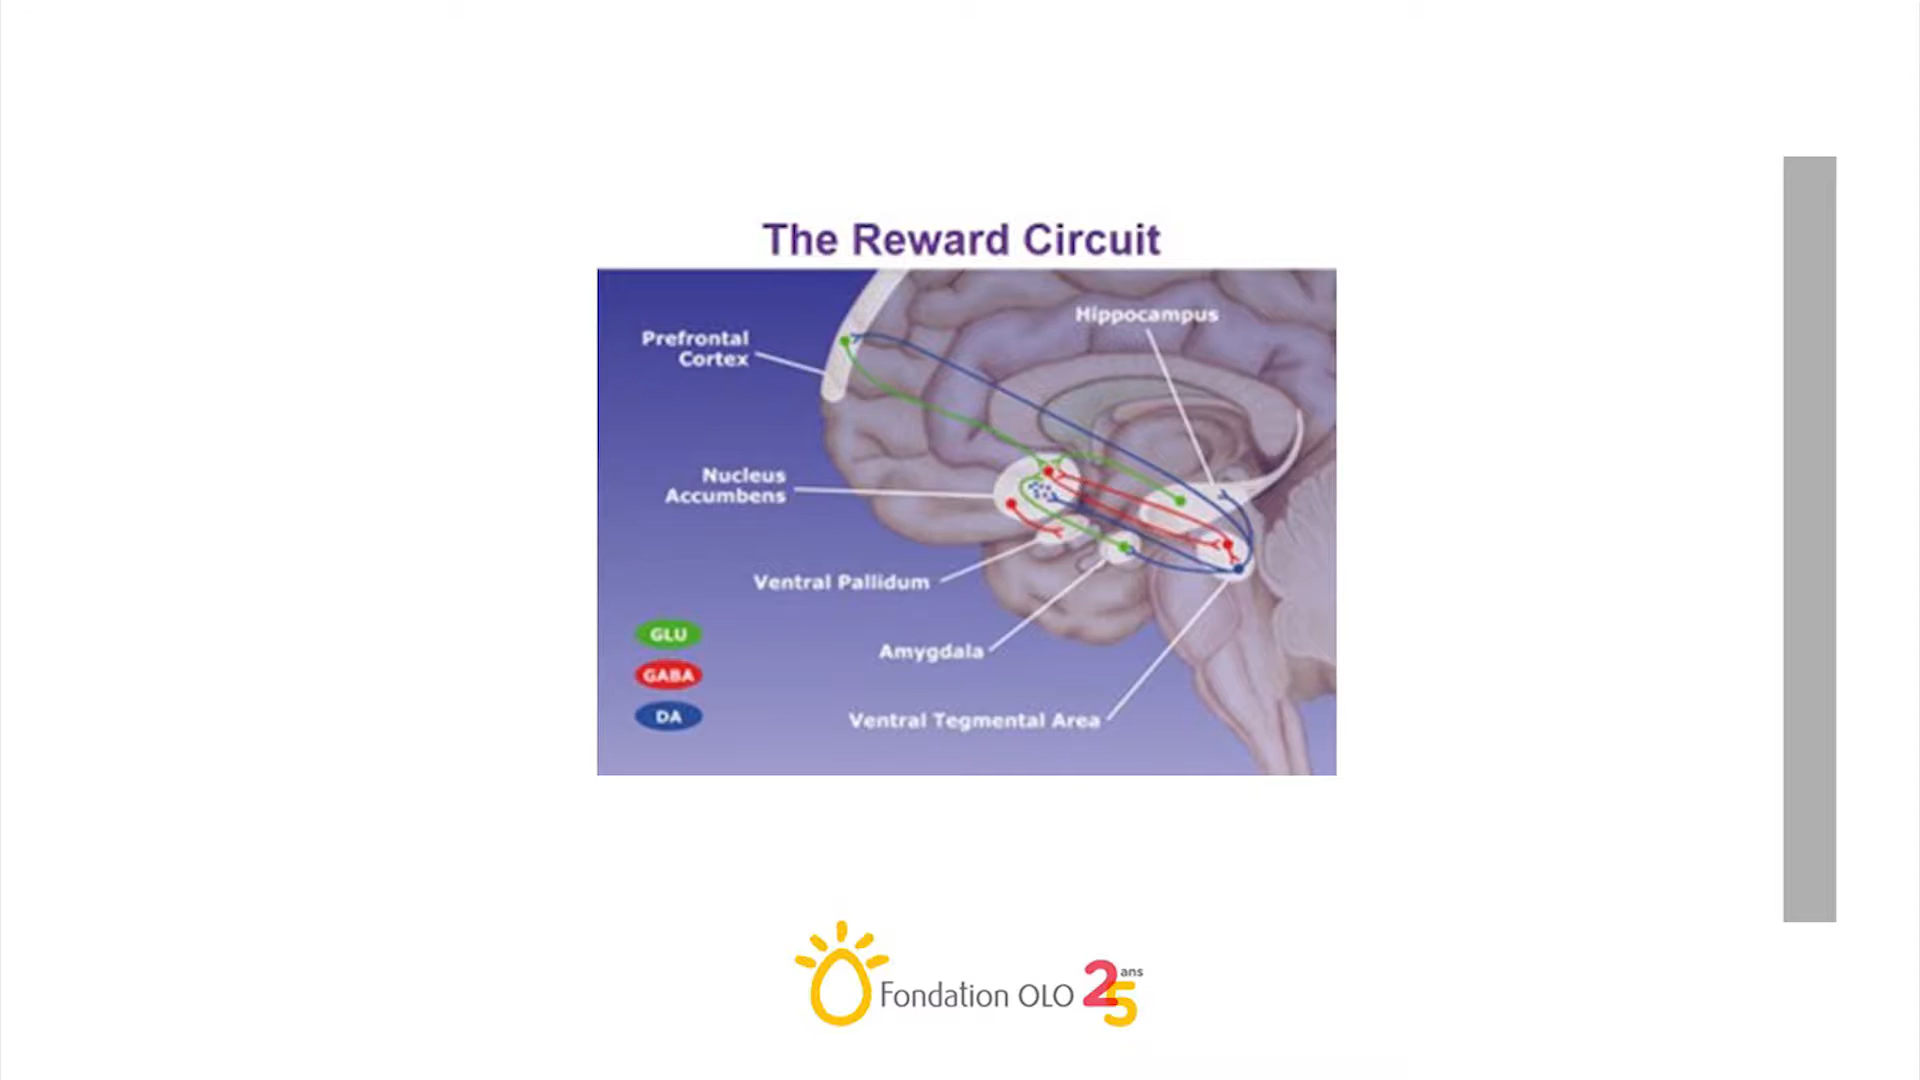 The Reward Circuit
Hippocampus
Prefrontal
Cortex
Nucleus
Accumbens
Ventral Pallidum
Amygdala
Ventral Tegmental Area
GLU
GABA
DA
Fondation OLO 25 ans